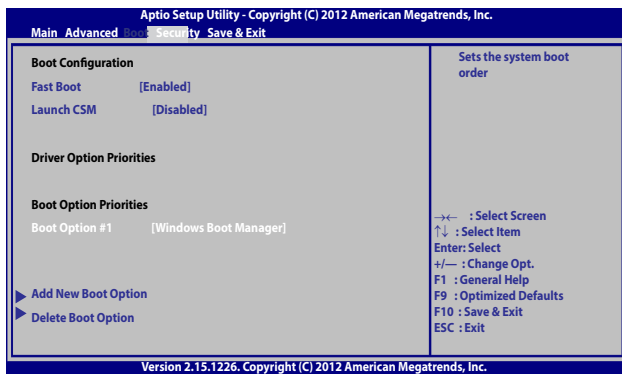 Aptio Setup Utility - Copyright (C) 2012 American Megatrends, Inc.
Main Advanced Boot Security Save & Exit
Boot Configuration
Fast Boot [Enabled]
Launch CSM [Disabled]
Driver Option Priorities
Boot Option Priorities
Boot Option #1 [Windows Boot Manager]
Add New Boot Option
Delete Boot Option
Sets the system boot
order
→← : Select Screen
↑↓ : Select Item
Enter: Select
+/— : Change Opt.
F1 : General Help
F9 : Optimized Defaults
F10 : Save & Exit
ESC : Exit
Version 2.15.1226. Copyright (C) 2012 American Megatrends, Inc.